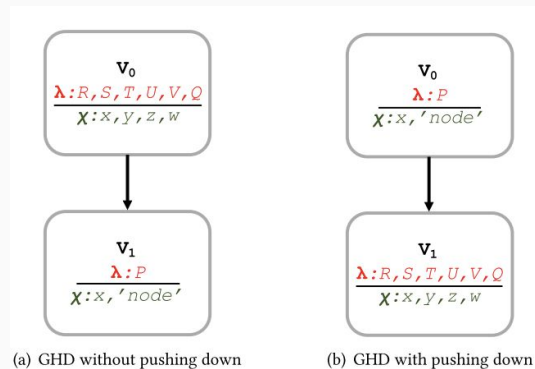 V₀
λ:R,S,T,U,V,Q
χ:x,y,z,w
V₁
λ:P
χ:x,'node'
(a) GHD without pushing down
V₀
λ:P
χ:x,'node'
V₁
λ:R,S,T,U,V,Q
χ:x,y,z,w
(b) GHD with pushing down